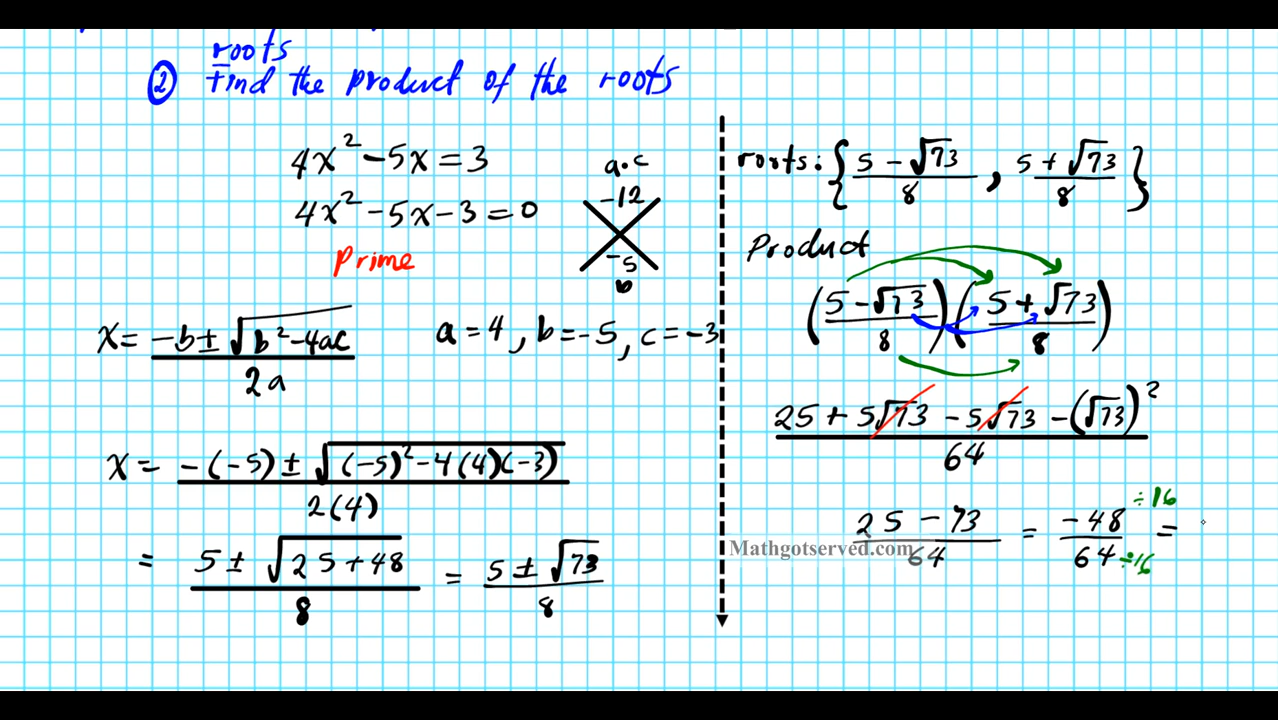 roots
② Find the product of the roots
4x² - 5x = 3
4x² - 5x - 3 = 0
Prime
a·c
-12
-5
b
x = (-b ± √(b² - 4ac)) / 2a
a = 4, b = -5, c = -3
x = (-(-5) ± √((-5)² - 4(4)(-3))) / 2(4)
= (5 ± √(25 + 48)) / 8 = (5 ± √73) / 8
roots: { (5 - √73) / 8 , (5 + √73) / 8 }
Product
((5 - √73) / 8) ((5 + √73) / 8)
(25 + 5√73 - 5√73 - (√73)²) / 64
(25 - 73) / 64 = (-48 ÷16) / (64 ÷16) =
Mathgotserved.com